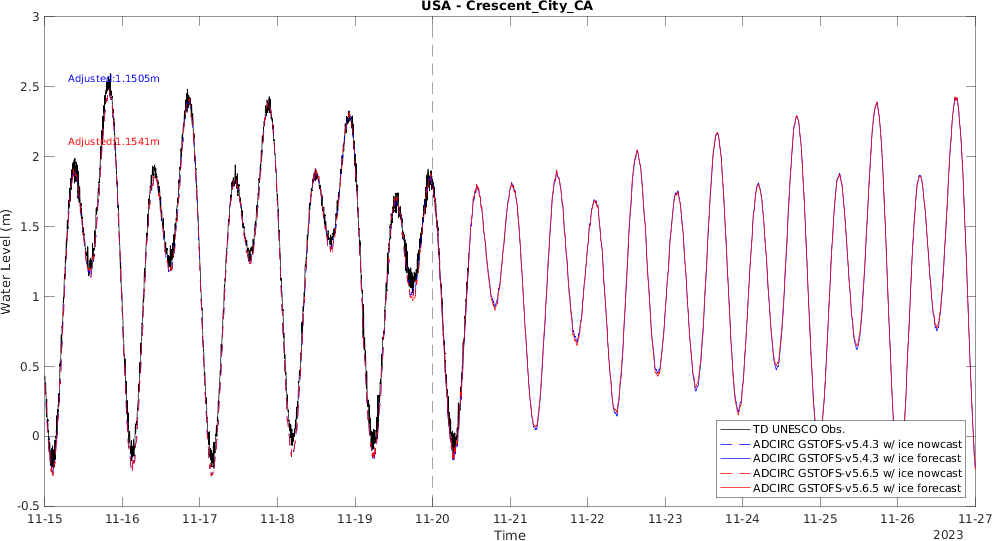 USA - Crescent_City_CA
3
2.5
2
1.5
1
0.5
0
-0.5
Water Level (m)
Adjusted:1.1505m
Adjusted:1.1541m
TD UNESCO Obs.
ADCIRC GSTOFS-v5.4.3 w/ ice nowcast
ADCIRC GSTOFS-v5.4.3 w/ ice forecast
ADCIRC GSTOFS-v5.6.5 w/ ice nowcast
ADCIRC GSTOFS-v5.6.5 w/ ice forecast
11-15 11-16 11-17 11-18 11-19 11-20 11-21 11-22 11-23 11-24 11-25 11-26 11-27
Time
2023